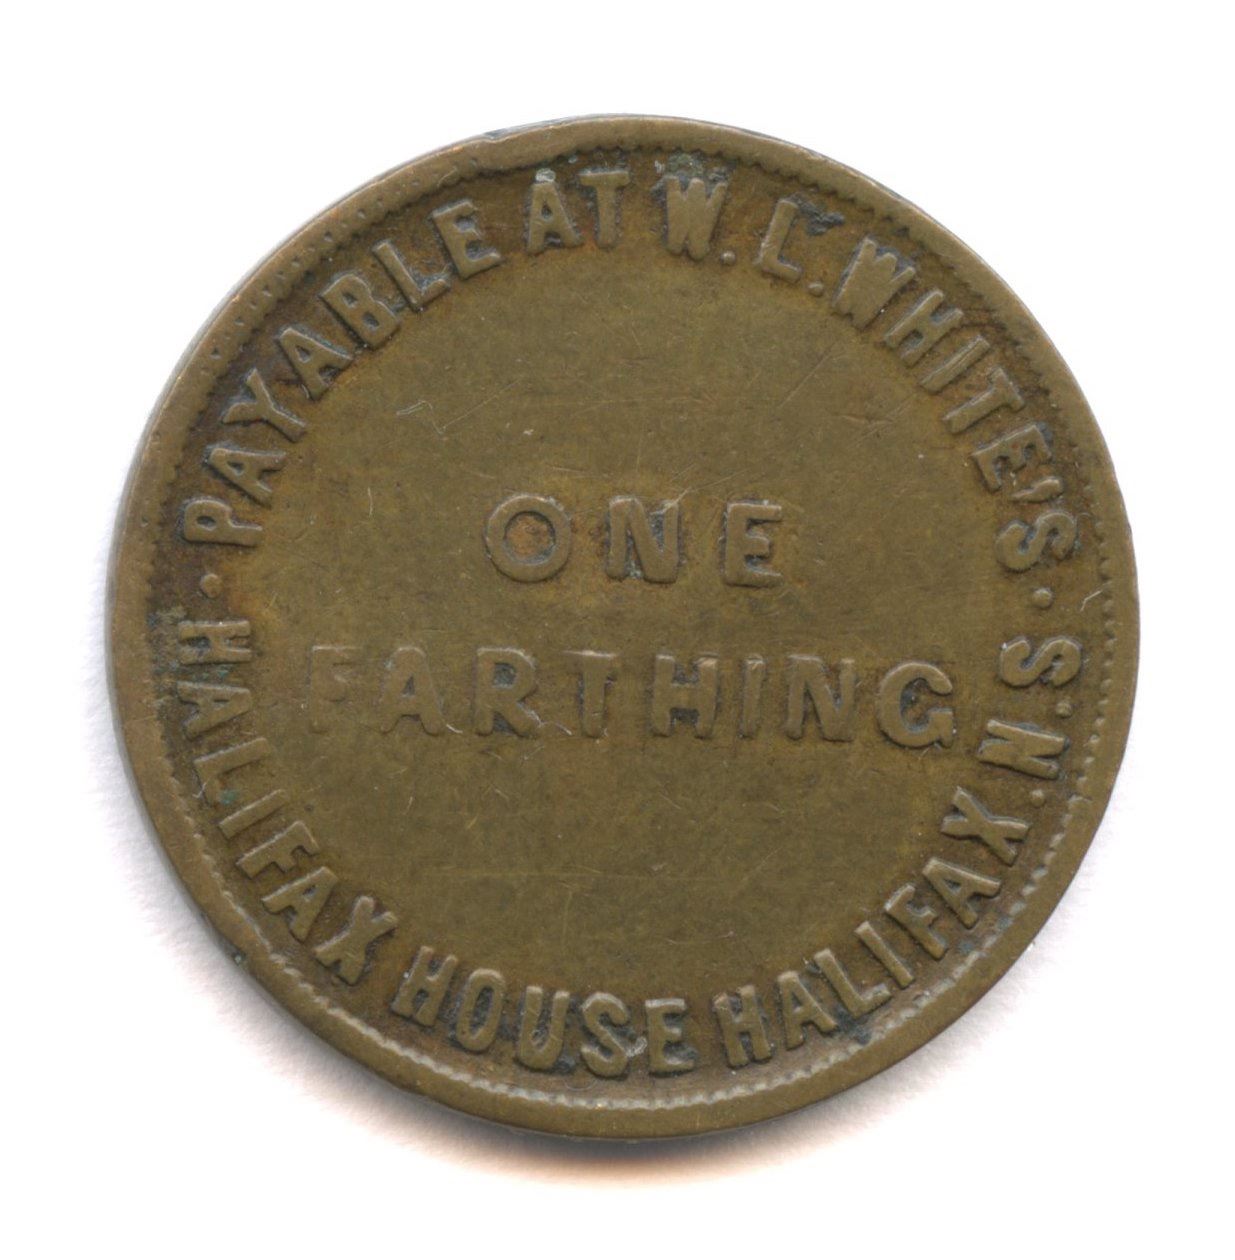 PAYABLE AT W. L. WHITE'S.
ONE
FARTHING
HALIFAX HOUSE HALIFAX. N. S.